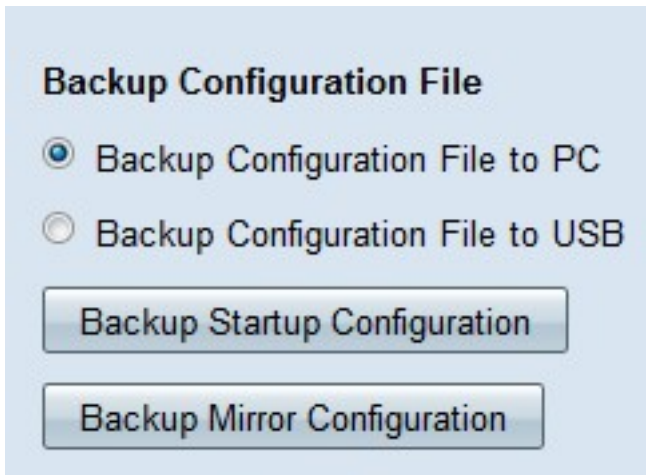 Backup Configuration File
Backup Configuration File to PC
Backup Configuration File to USB
Backup Startup Configuration
Backup Mirror Configuration